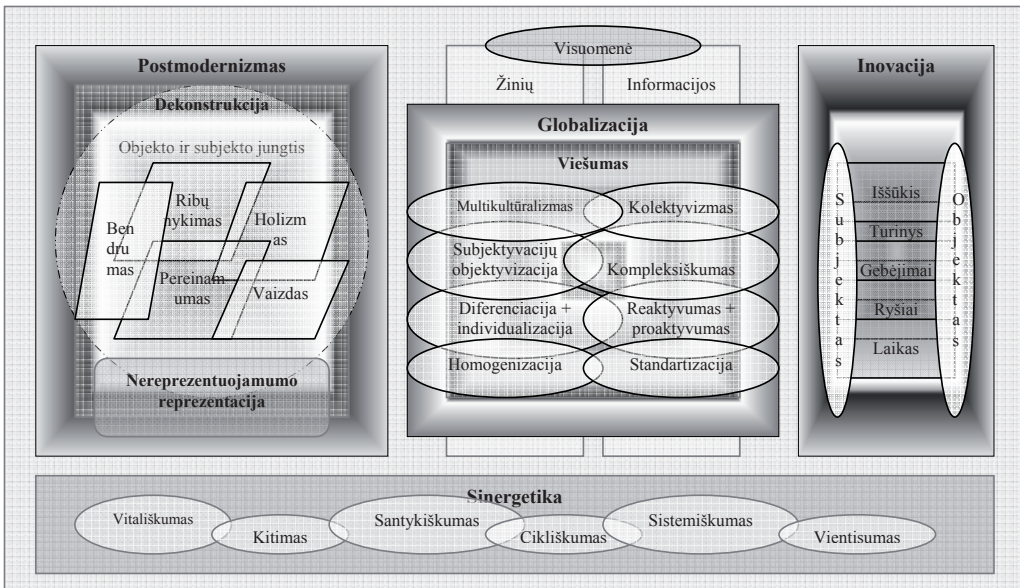 Postmodernizmas
Dekonstrukcija
Objekto ir subjekto jungtis
Ribų
nykimas
Holizm
as
Ben
dru
mas
Pereinam
umas
Vaizdas
Nereprezentuojamumo
reprezentacija
Visuomenė
Žinių
Informacijos
Globalizacija
Viešumas
Multikultūralizmas
Kolektyvizmas
Subjektyvacijų
objektyvizacija
Kompleksiškumas
Diferenciacija +
individualizacija
Reaktyvumas +
proaktyvumas
Homogenizacija
Standartizacija
Inovacija
Subjektas
Iššūkis
Turinys
Gebėjimai
Ryšiai
Laikas
Objektas
Sinergetika
Vitališkumas
Kitimas
Santykiškumas
Cikliškumas
Sistemiškumas
Vientisumas